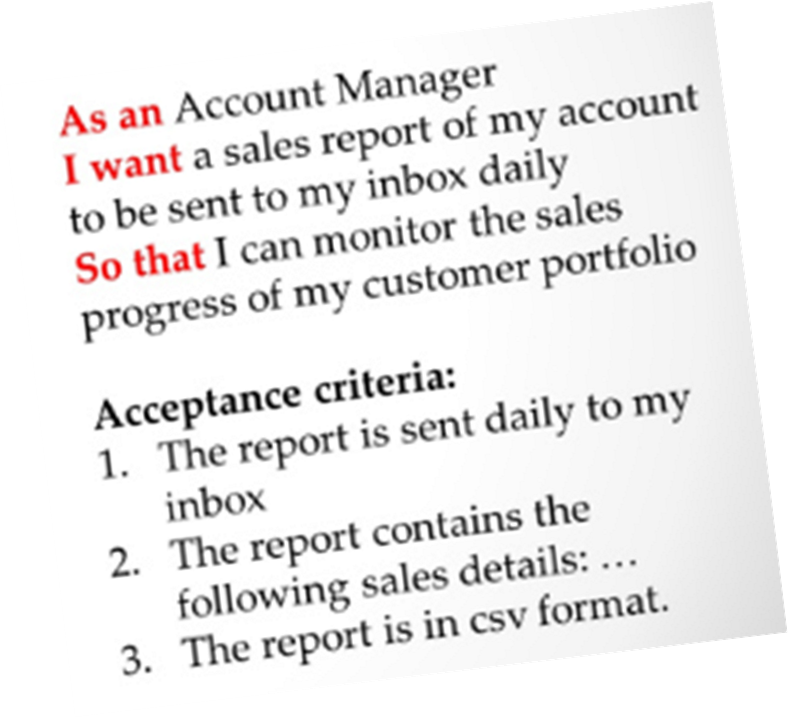 As an Account Manager
I want a sales report of my account
to be sent to my inbox daily
So that I can monitor the sales
progress of my customer portfolio
Acceptance criteria:
1. The report is sent daily to my
inbox
2. The report contains the
following sales details: …
3. The report is in csv format.